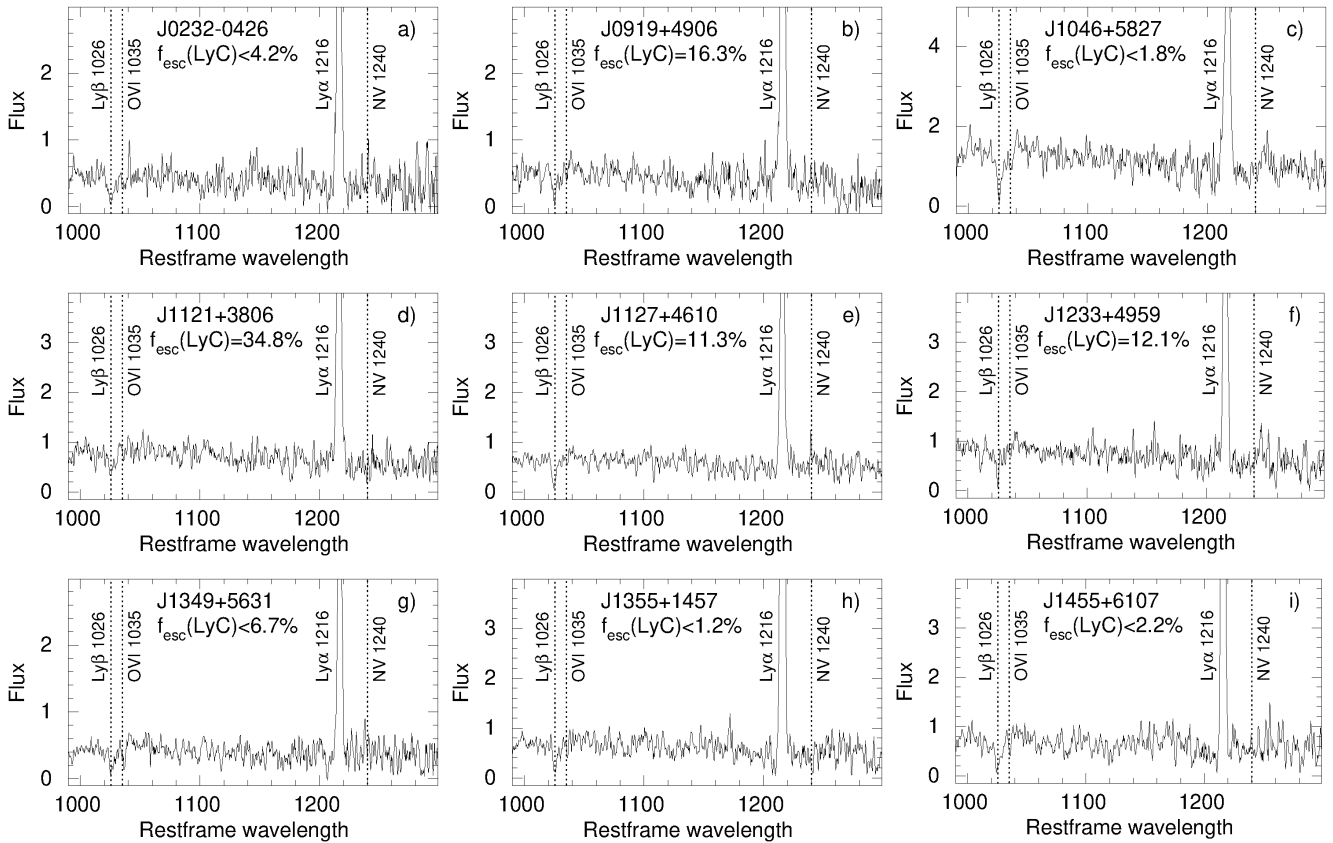 J0232-0426 a)
f_esc(LyC)<4.2%
Lyβ 1026
OVI 1035
Lyα 1216
NV 1240
Flux
2
1
0
1000 1100 1200
Restframe wavelength
J0919+4906 b)
f_esc(LyC)=16.3%
Lyβ 1026
OVI 1035
Lyα 1216
NV 1240
Flux
2
1
0
1000 1100 1200
Restframe wavelength
J1046+5827 c)
f_esc(LyC)<1.8%
Lyβ 1026
OVI 1035
Lyα 1216
NV 1240
Flux
4
2
0
1000 1100 1200
Restframe wavelength
J1121+3806 d)
f_esc(LyC)=34.8%
Lyβ 1026
OVI 1035
Lyα 1216
NV 1240
Flux
3
2
1
0
1000 1100 1200
Restframe wavelength
J1127+4610 e)
f_esc(LyC)=11.3%
Lyβ 1026
OVI 1035
Lyα 1216
NV 1240
Flux
3
2
1
0
1000 1100 1200
Restframe wavelength
J1233+4959 f)
f_esc(LyC)=12.1%
Lyβ 1026
OVI 1035
Lyα 1216
NV 1240
Flux
3
2
1
0
1000 1100 1200
Restframe wavelength
J1349+5631 g)
f_esc(LyC)<6.7%
Lyβ 1026
OVI 1035
Lyα 1216
NV 1240
Flux
2
1
0
1000 1100 1200
Restframe wavelength
J1355+1457 h)
f_esc(LyC)<1.2%
Lyβ 1026
OVI 1035
Lyα 1216
NV 1240
Flux
3
2
1
0
1000 1100 1200
Restframe wavelength
J1455+6107 i)
f_esc(LyC)<2.2%
Lyβ 1026
OVI 1035
Lyα 1216
NV 1240
Flux
3
2
1
0
1000 1100 1200
Restframe wavelength